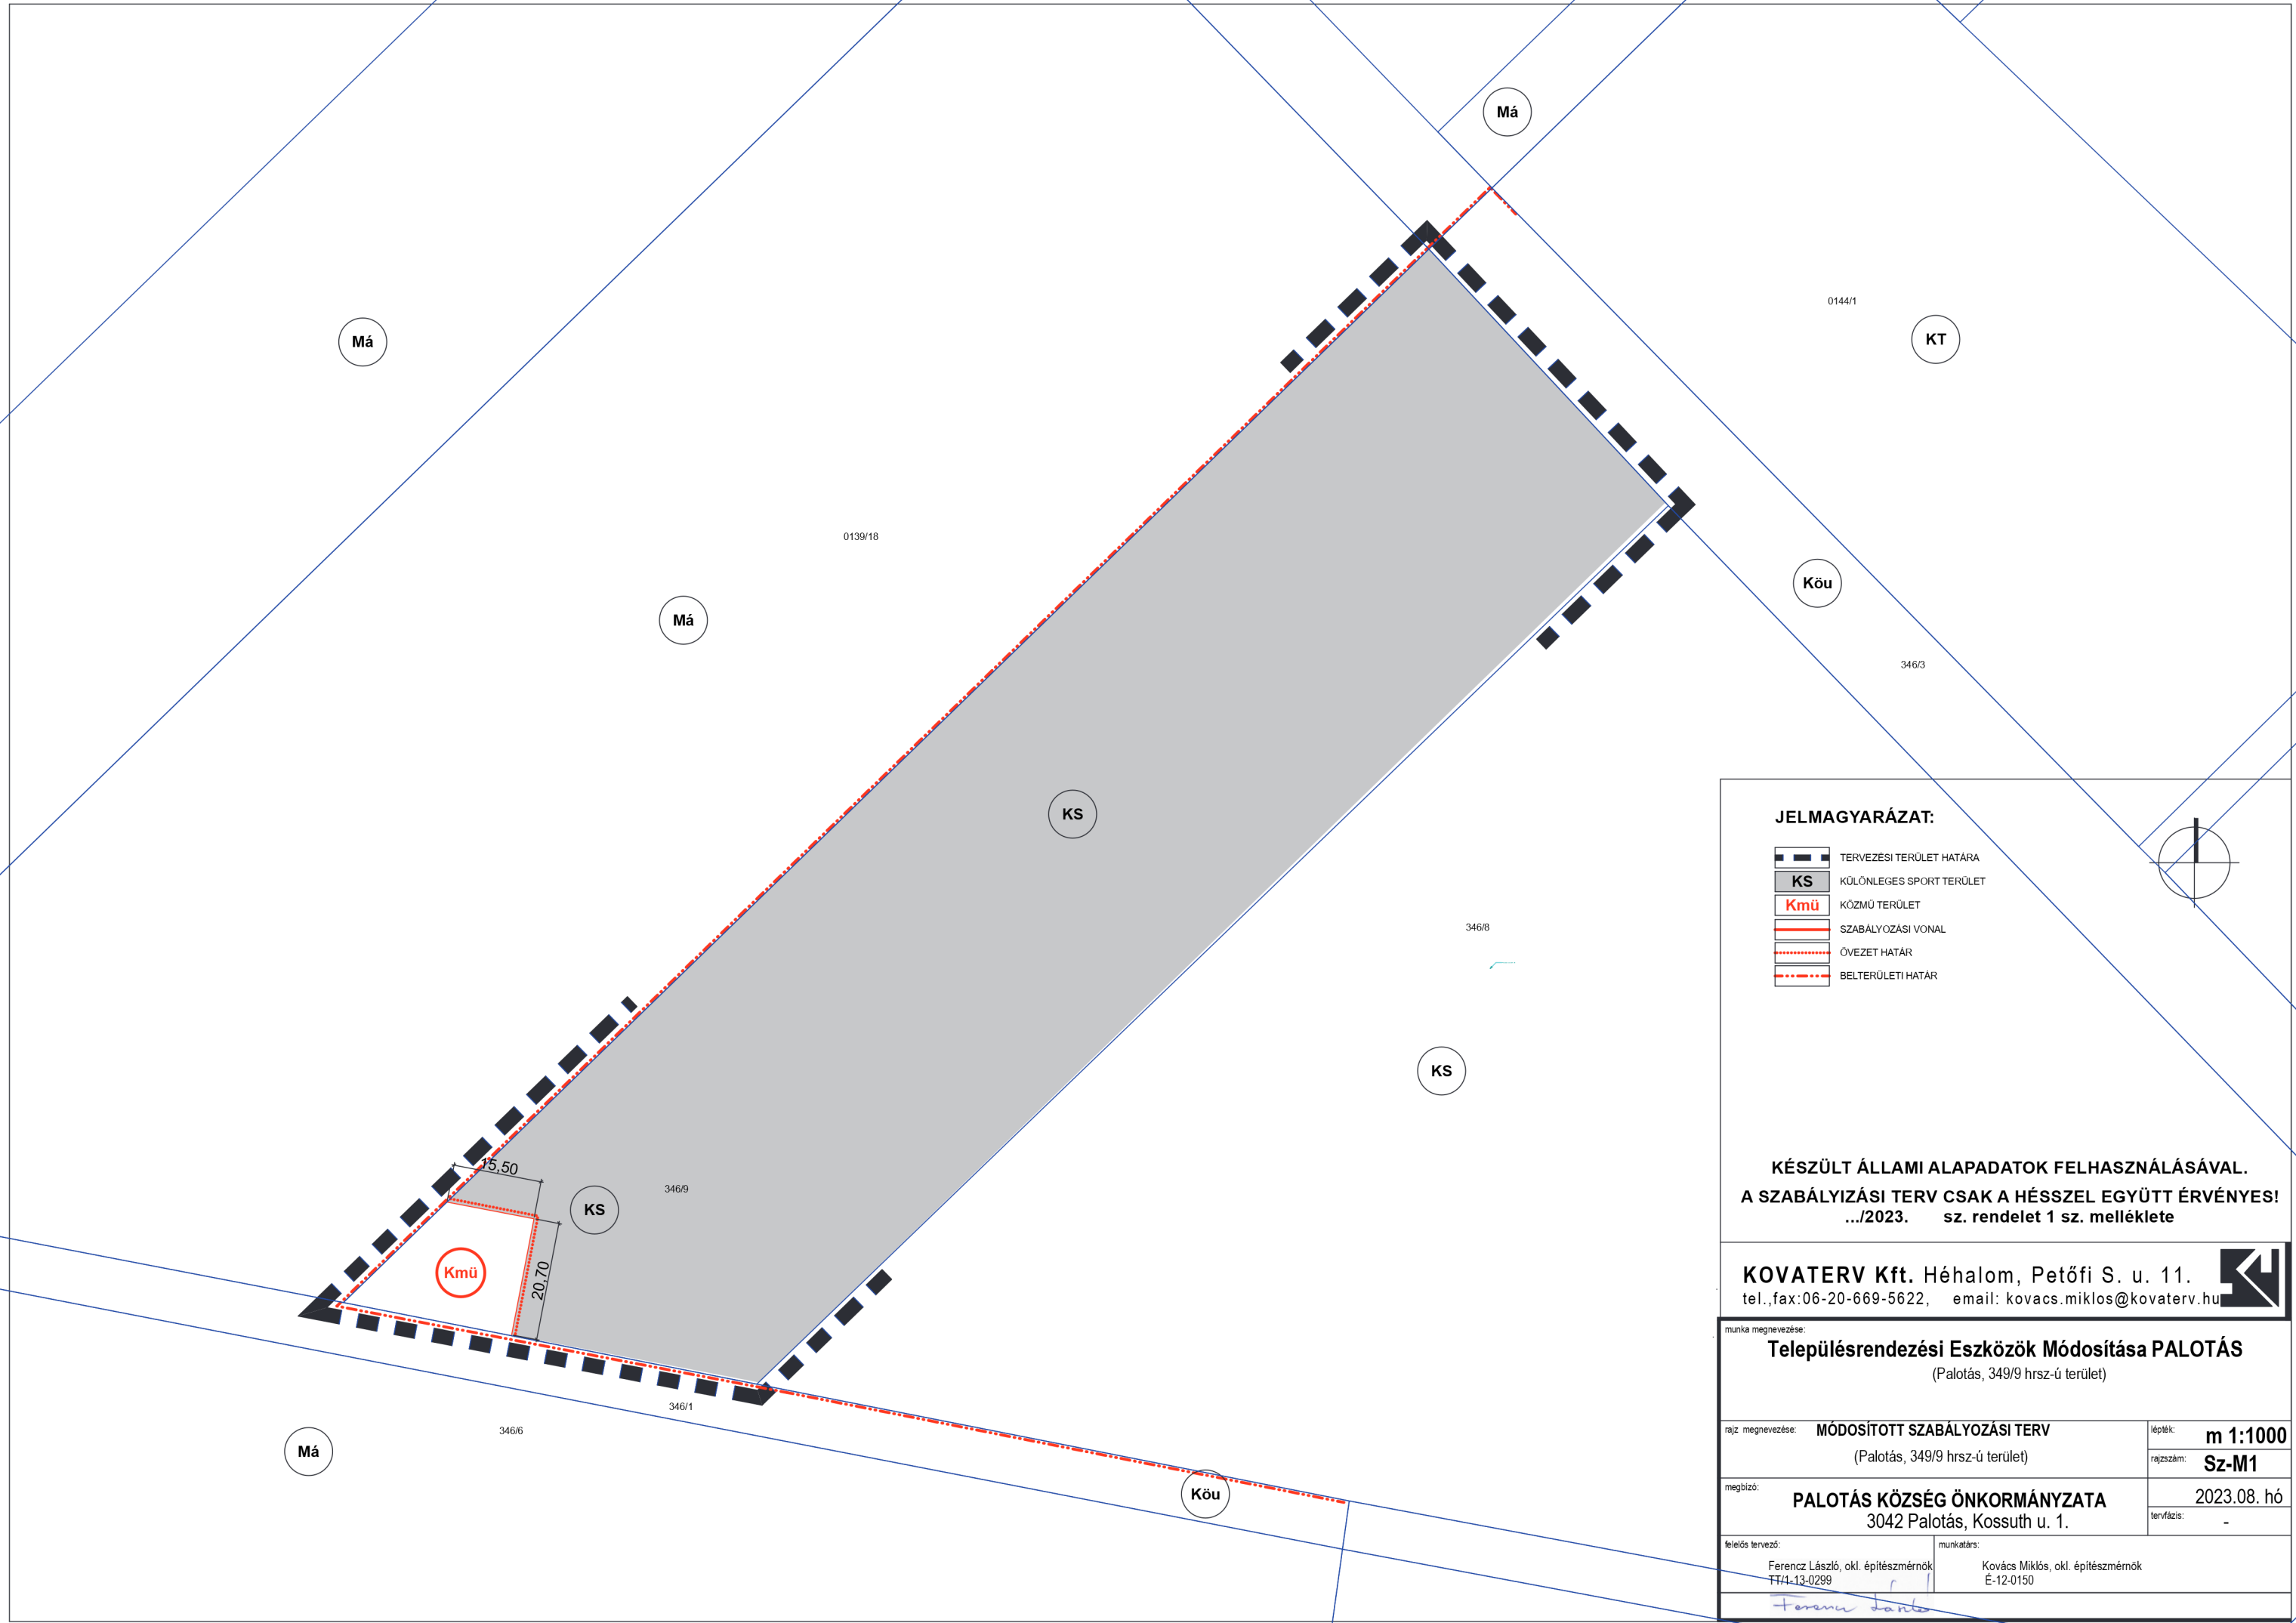 Má
0144/1
KT
Má
0139/18
Köu
Má
346/3
KS
JELMAGYARÁZAT:
TERVEZÉSI TERÜLET HATÁRA
KS KÜLÖNLEGES SPORT TERÜLET
Kmü KÖZMŰ TERÜLET
SZABÁLYOZÁSI VONAL
ÖVEZET HATÁR
BELTERÜLETI HATÁR
346/8
KS
15,50
346/9
KS
Kmü
20,70
346/1
346/6
Má
Köu
KÉSZÜLT ÁLLAMI ALAPADATOK FELHASZNÁLÁSÁVAL.
A SZABÁLYIZÁSI TERV CSAK A HÉSSZEL EGYÜTT ÉRVÉNYES!
.../2023. sz. rendelet 1 sz. melléklete
KOVATERV Kft. Héhalom, Petőfi S. u. 11.
tel.,fax:06-20-669-5622, email: kovacs.miklos@kovaterv.hu
munka megnevezése:
Településrendezési Eszközök Módosítása PALOTÁS
(Palotás, 349/9 hrsz-ú terület)
rajz megnevezése: MÓDOSÍTOTT SZABÁLYOZÁSI TERV
(Palotás, 349/9 hrsz-ú terület)
lépték: m 1:1000
rajzszám: Sz-M1
megbízó:
PALOTÁS KÖZSÉG ÖNKORMÁNYZATA
3042 Palotás, Kossuth u. 1.
2023.08. hó
tervfázis: -
felelős tervező:
Ferencz László, okl. építészmérnök
TT/1-13-0299
munkatárs:
Kovács Miklós, okl. építészmérnök
É-12-0150
Ferencz László